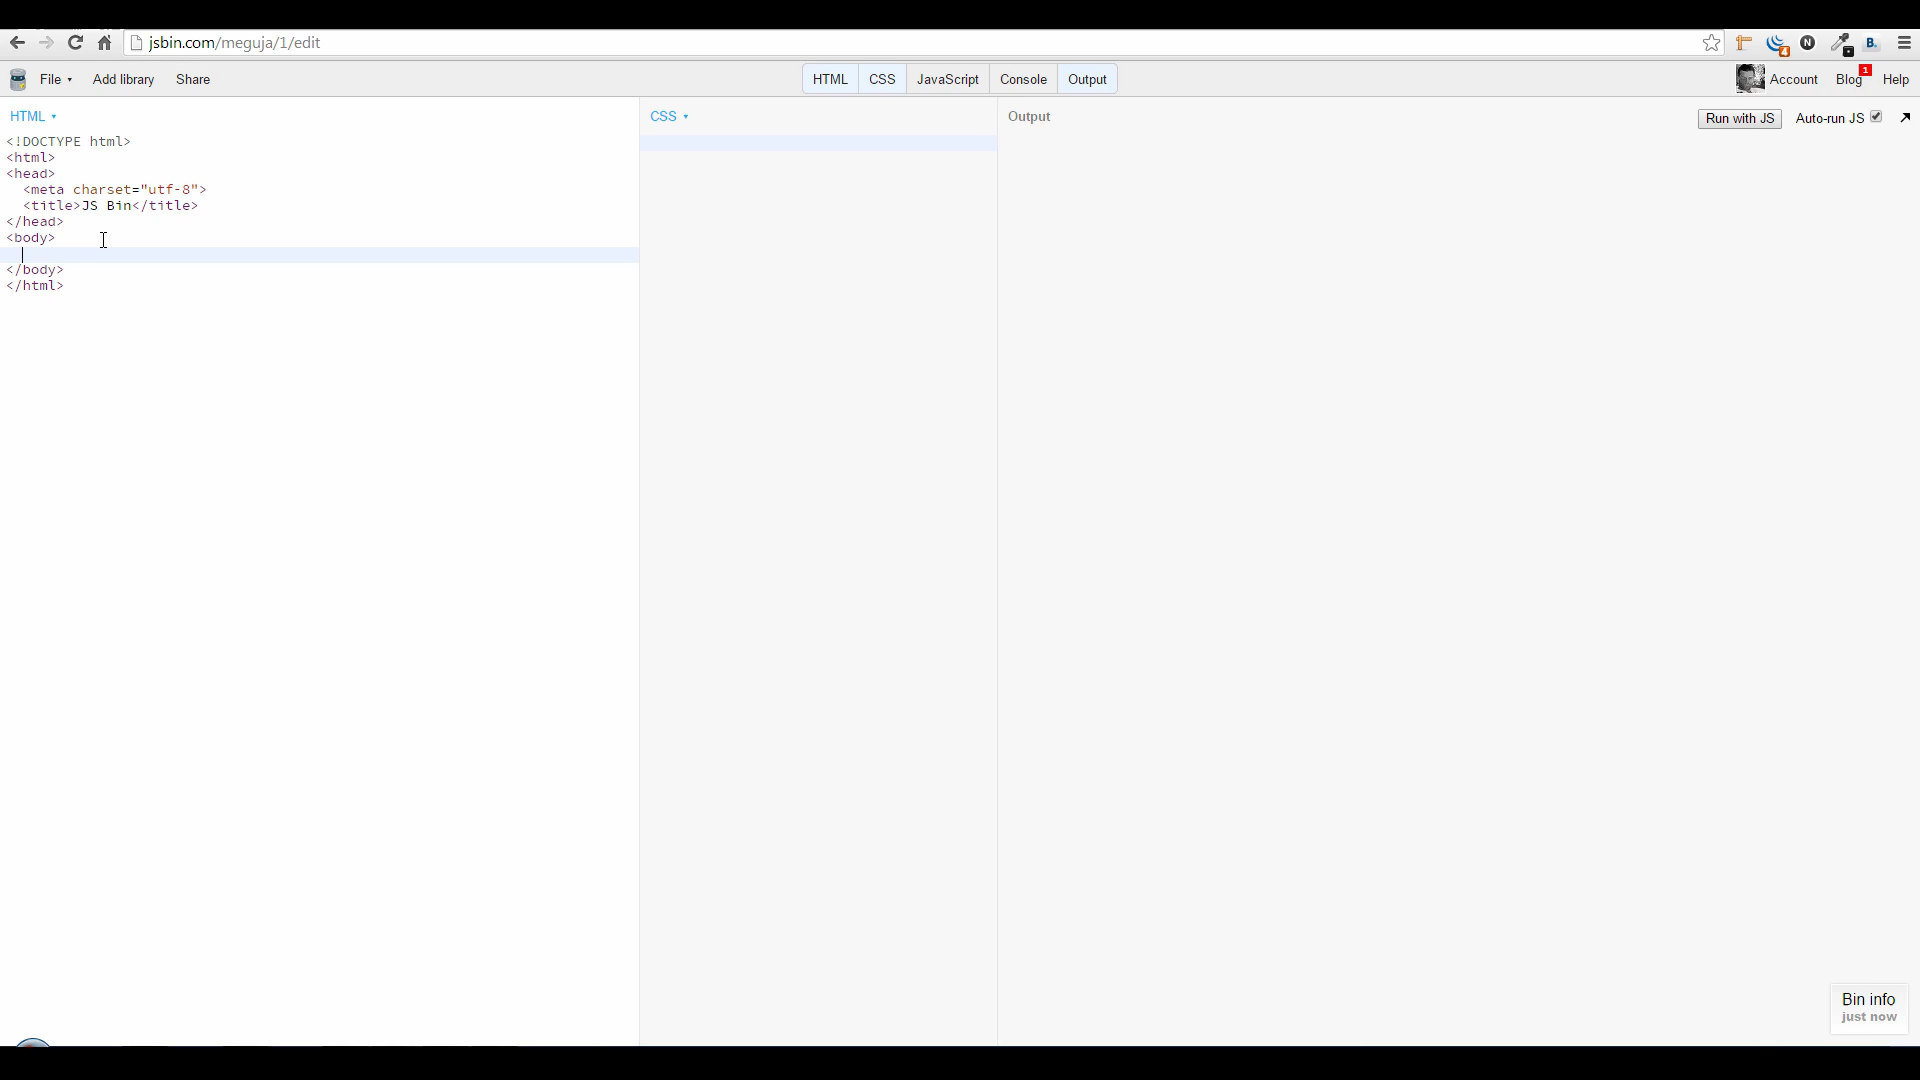 jsbin.com/meguja/1/edit
4
N
B.
File ▾ Add library Share
HTML CSS JavaScript Console Output
Account Blog 1 Help
HTML ▾
<!DOCTYPE html>
<html>
<head>
<meta charset="utf-8">
<title>JS Bin</title>
</head>
<body>
</body>
</html>
CSS ▾
Output
Run with JS Auto-run JS
Bin info
just now